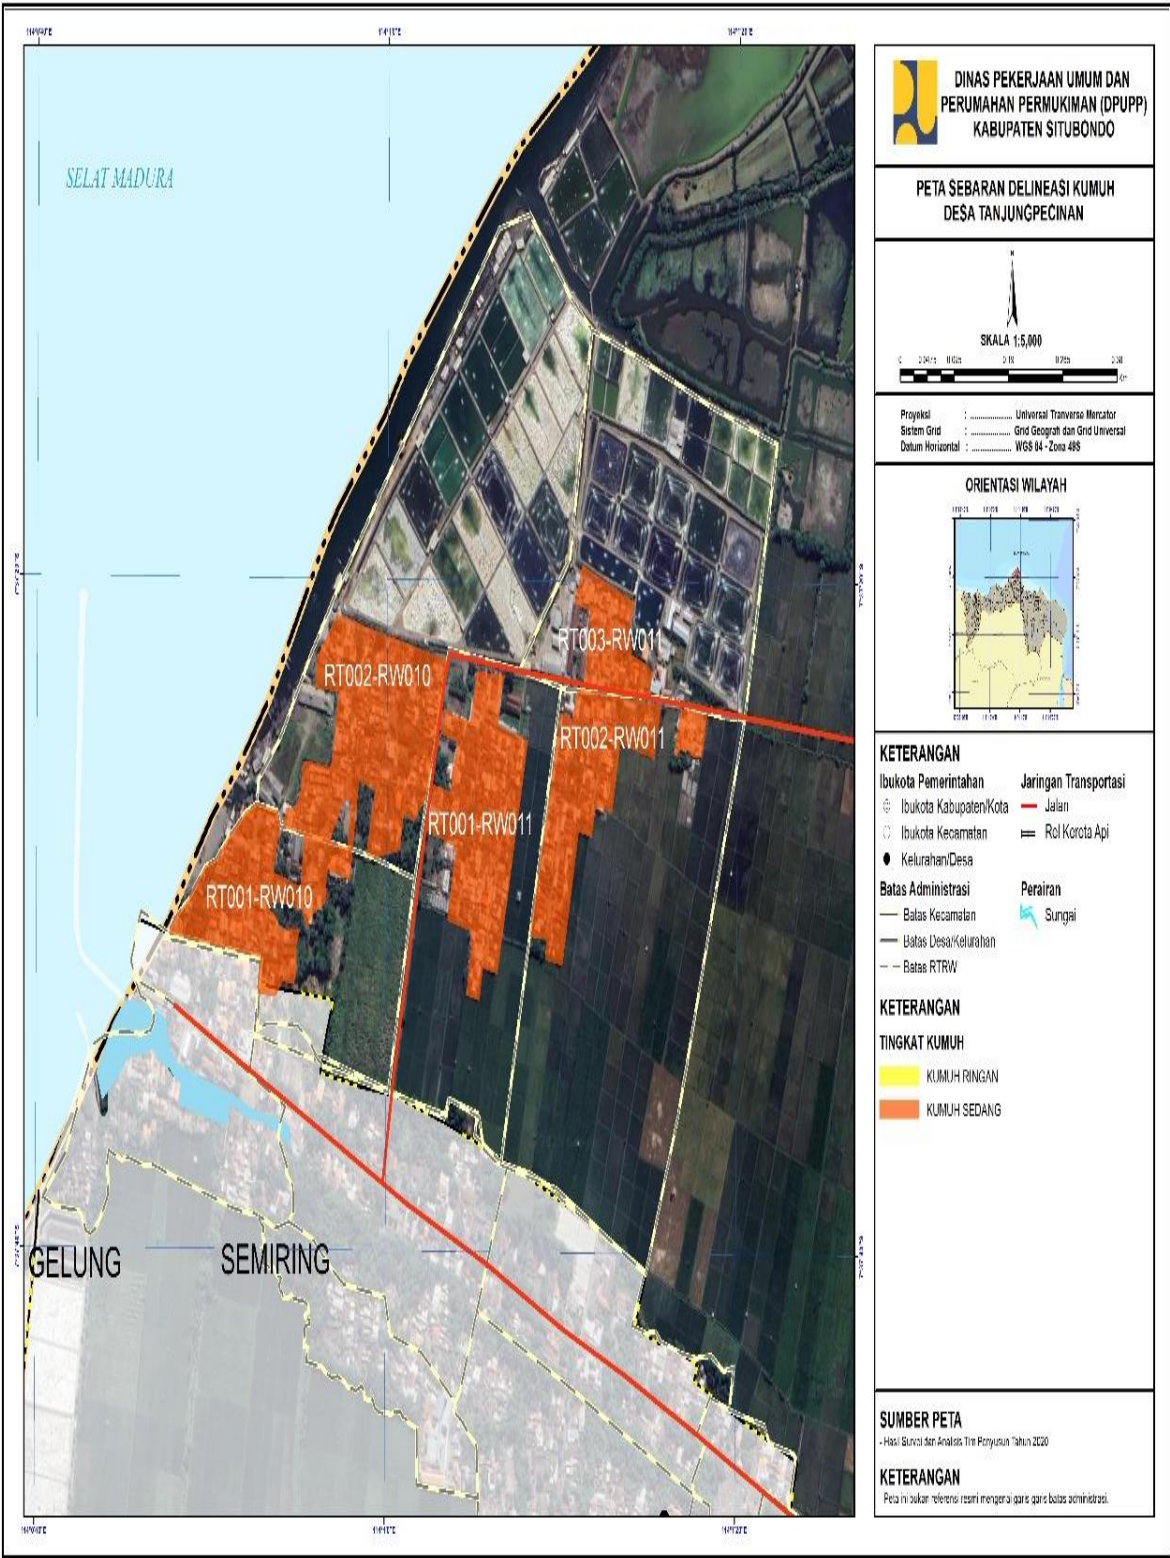 SELAT MADURA
RT003-RW011
RT002-RW010
RT002-RW011
RT001-RW011
RT001-RW010
GELUNG
SEMIRING
DINAS PEKERJAAN UMUM DAN
PERUMAHAN PERMUKIMAN (DPUPP)
KABUPATEN SITUBONDO
PETA SEBARAN DELINEASI KUMUH
DESA TANJUNGPECINAN
SKALA 1:5,000
Proyeksi : .................. Universal Tranverse Mercator
Sistem Grid : .................. Grid Geografi dan Grid Universal
Datum Horizontal : .................. WGS 84 - Zona 49S
ORIENTASI WILAYAH
KETERANGAN
Ibukota Pemerintahan
Ibukota Kabupaten/Kota
Ibukota Kecamatan
Kelurahan/Desa
Jaringan Transportasi
Jalan
Rel Kereta Api
Batas Administrasi
Batas Kecamatan
Batas Desa/Kelurahan
Batas RTRW
Perairan
Sungai
KETERANGAN
TINGKAT KUMUH
KUMUH RINGAN
KUMUH SEDANG
SUMBER PETA
- Hasil Survei dan Analisis Tim Penyusun Tahun 2020
KETERANGAN
Peta ini bukan referensi resmi mengenai garis garis batas administrasi.